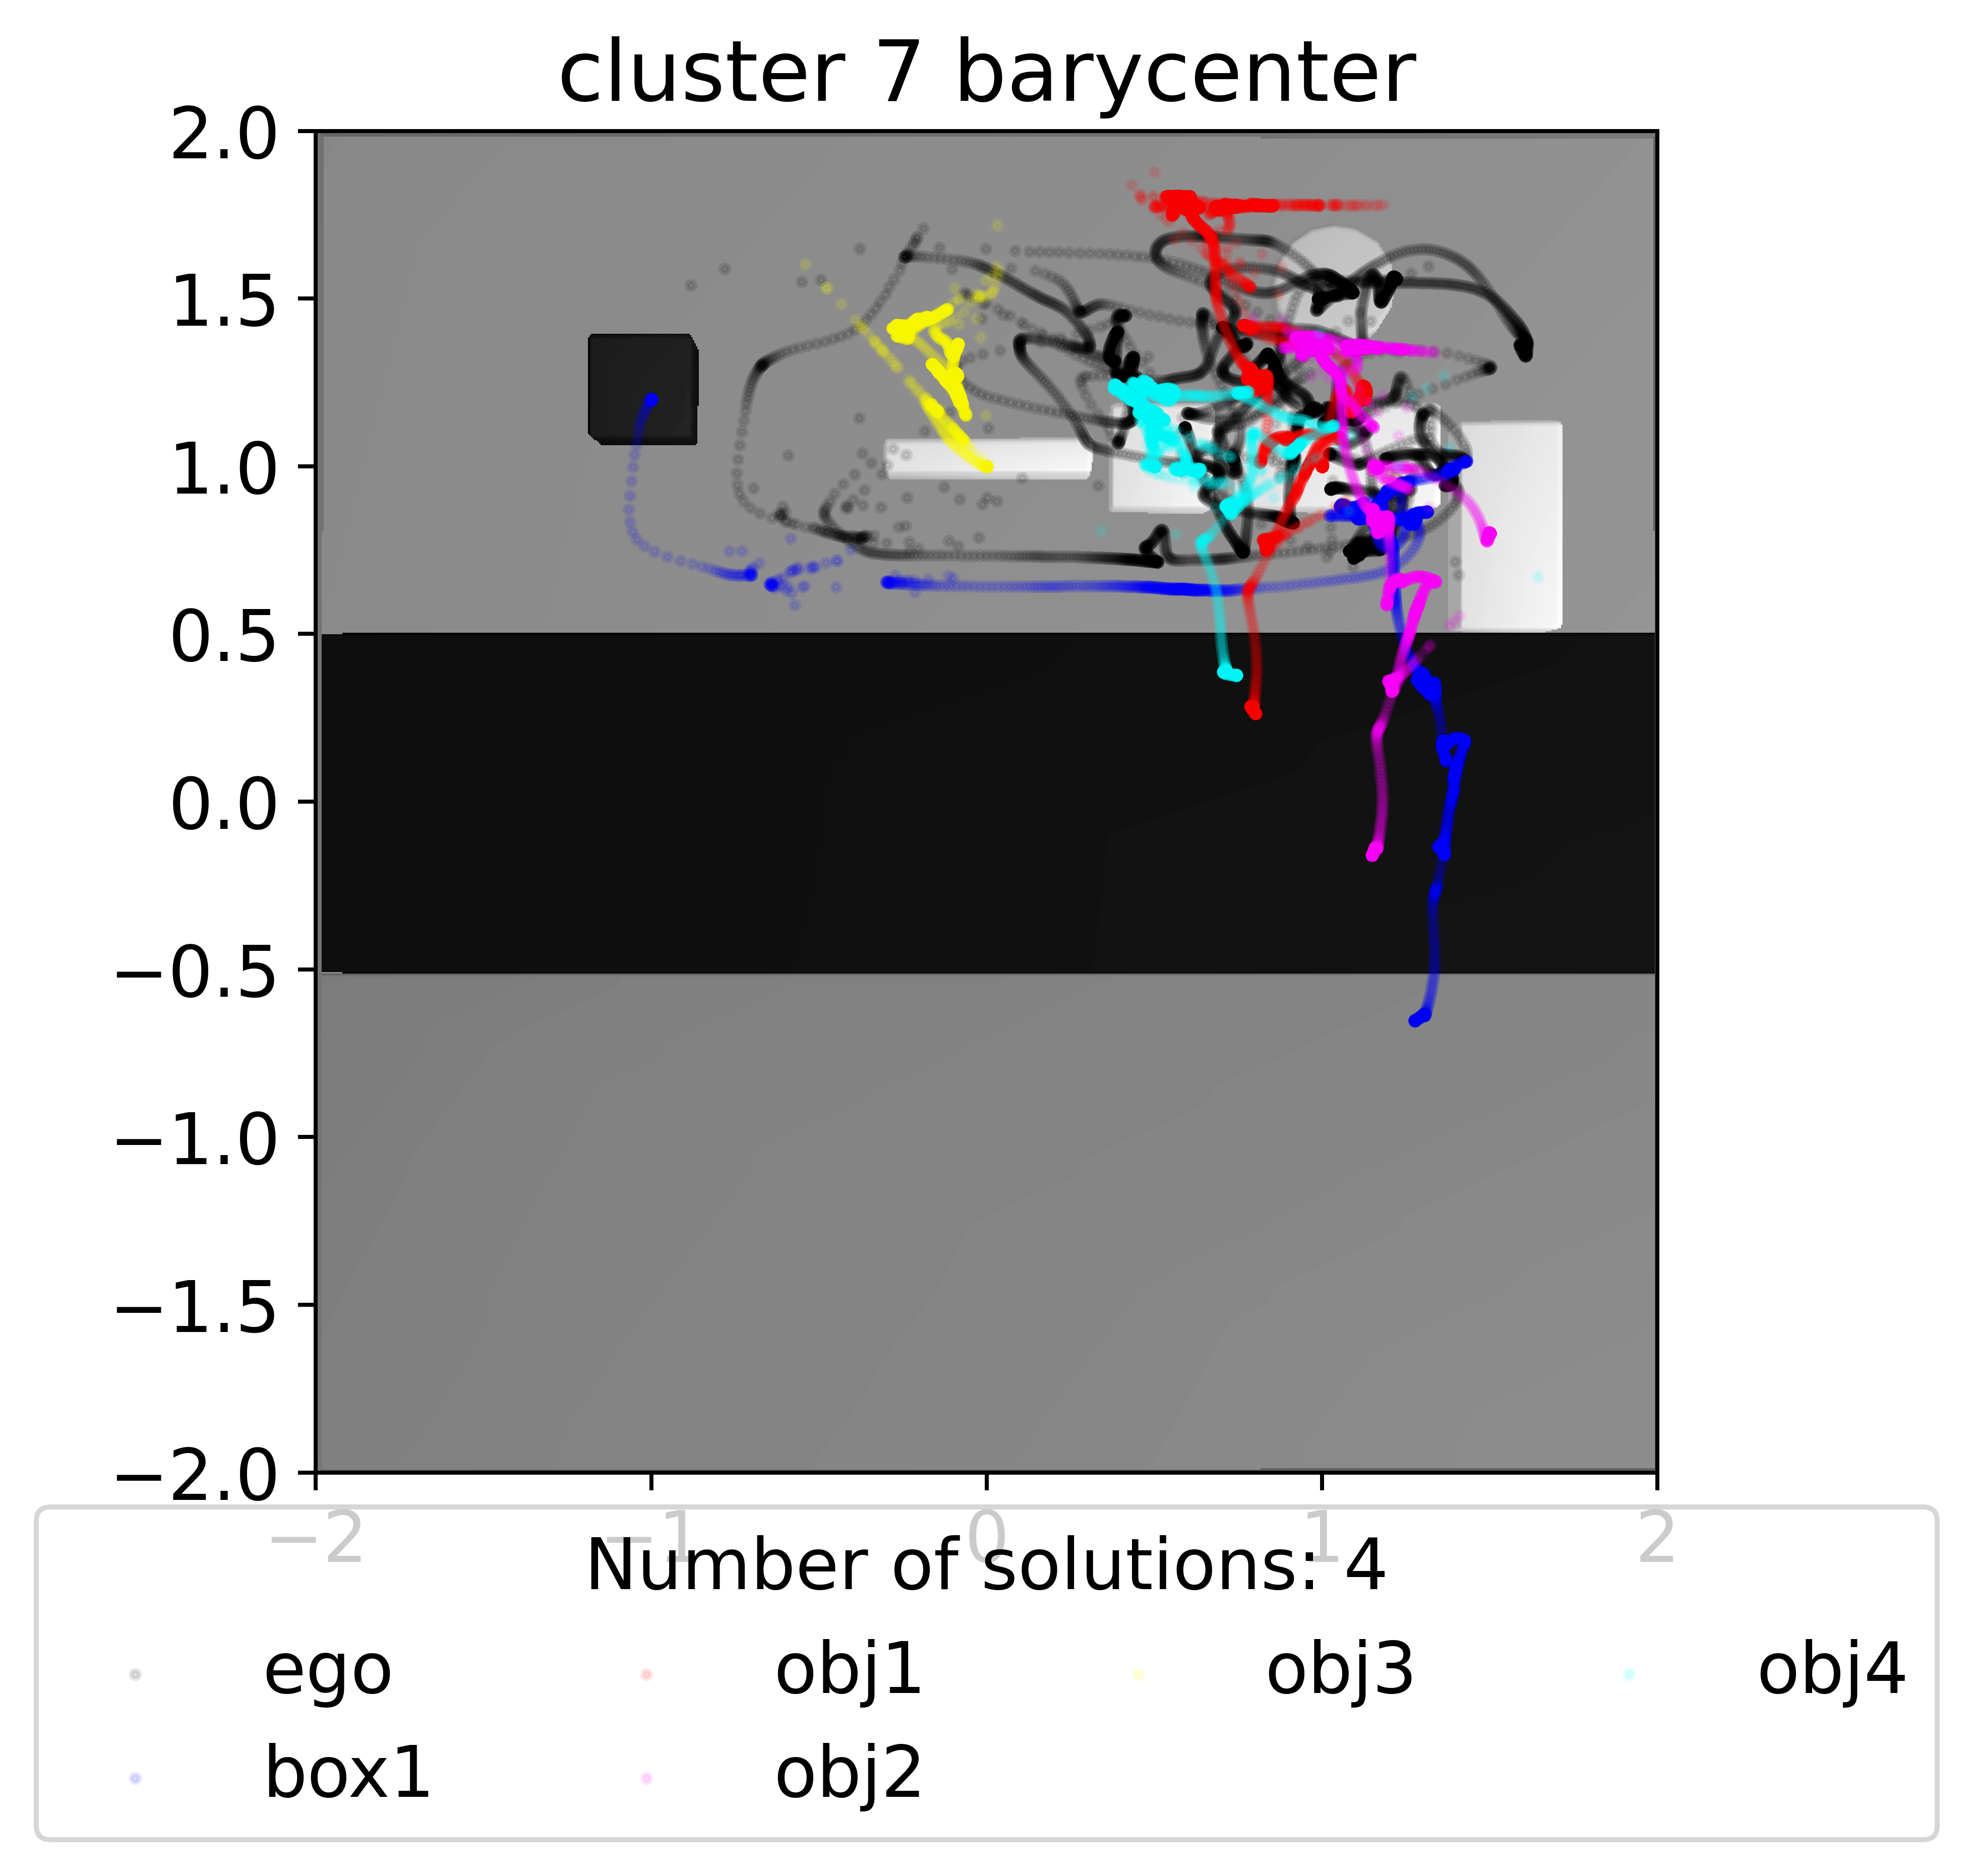 cluster 7 barycenter
2.0
1.5
1.0
0.5
0.0
−0.5
−1.0
−1.5
−2.0
−2 −1 0 1 2
Number of solutions: 4
ego obj1 obj3 obj4
box1 obj2